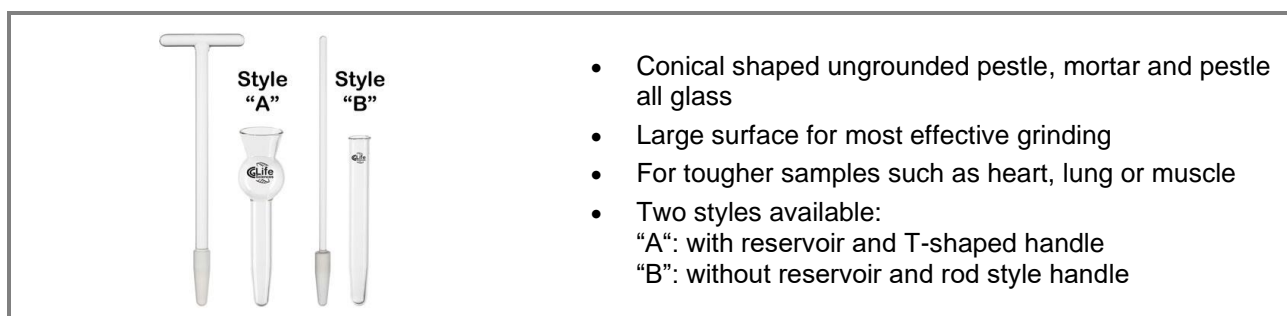 Style
“A”
Style
“B”
Life
Life
• Conical shaped ungrounded pestle, mortar and pestle
all glass
• Large surface for most effective grinding
• For tougher samples such as heart, lung or muscle
• Two styles available:
“A“: with reservoir and T-shaped handle
“B”: without reservoir and rod style handle